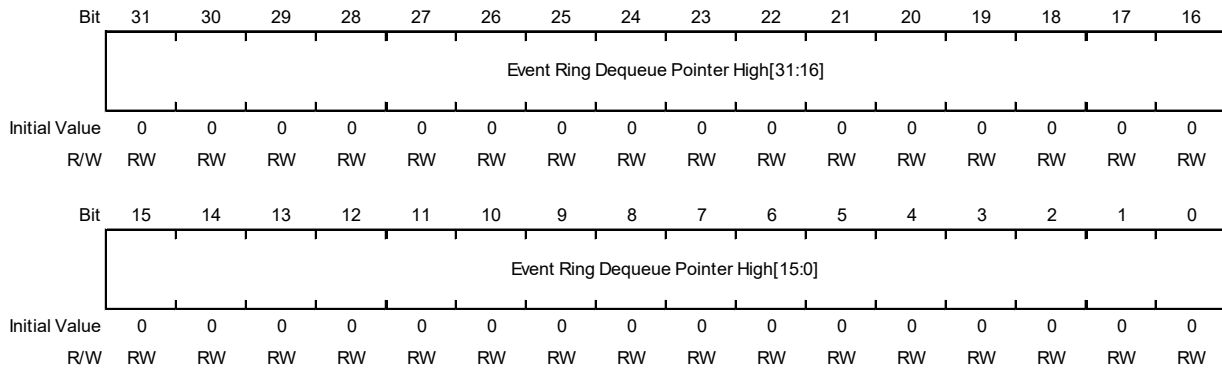 Bit 31 30 29 28 27 26 25 24 23 22 21 20 19 18 17 16
Event Ring Dequeue Pointer High[31:16]
Initial Value 0 0 0 0 0 0 0 0 0 0 0 0 0 0 0 0
R/W RW RW RW RW RW RW RW RW RW RW RW RW RW RW RW RW
Bit 15 14 13 12 11 10 9 8 7 6 5 4 3 2 1 0
Event Ring Dequeue Pointer High[15:0]
Initial Value 0 0 0 0 0 0 0 0 0 0 0 0 0 0 0 0
R/W RW RW RW RW RW RW RW RW RW RW RW RW RW RW RW RW